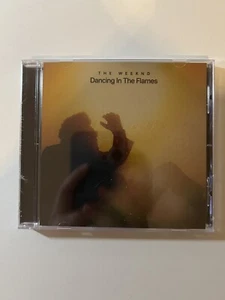 THE WEEKND
Dancing In The Flames